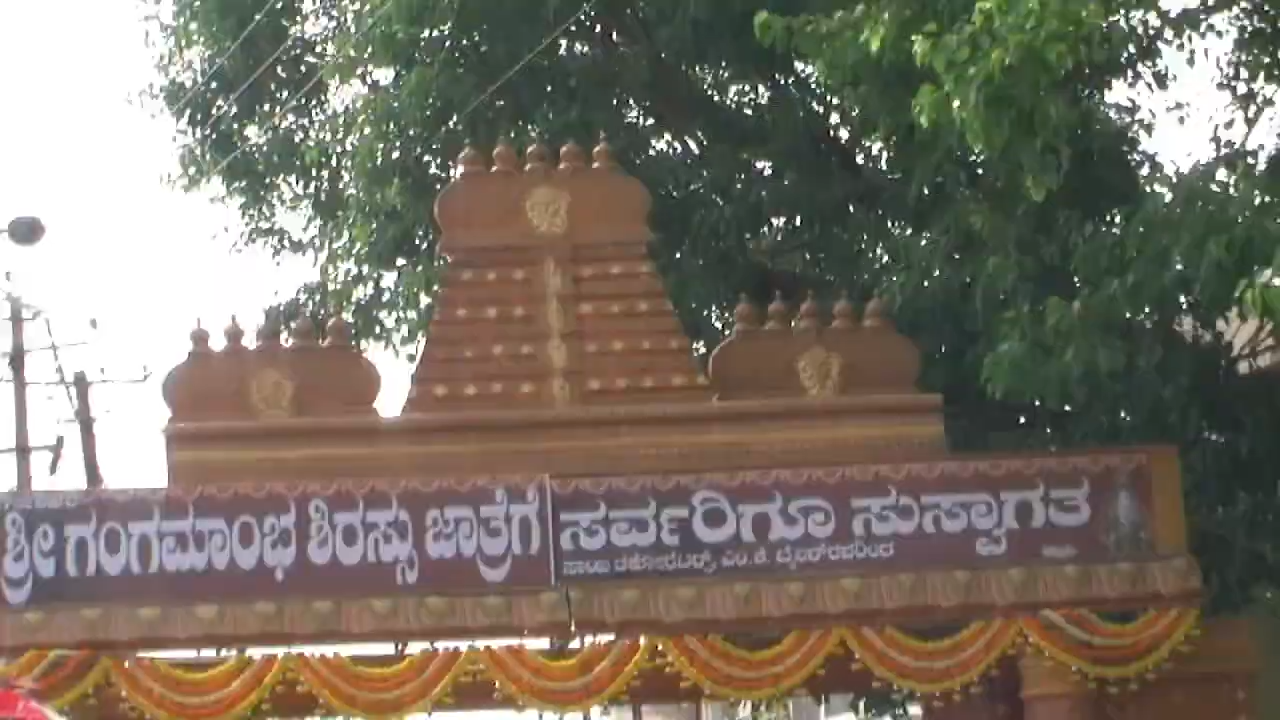 ಶ್ರೀ ಗಂಗಮಾಂಭ ಶಿರಸ್ಸು ಜಾತ್ರೆಗೆ ಸರ್ವರಿಗೂ ಸುಸ್ವಾಗತ